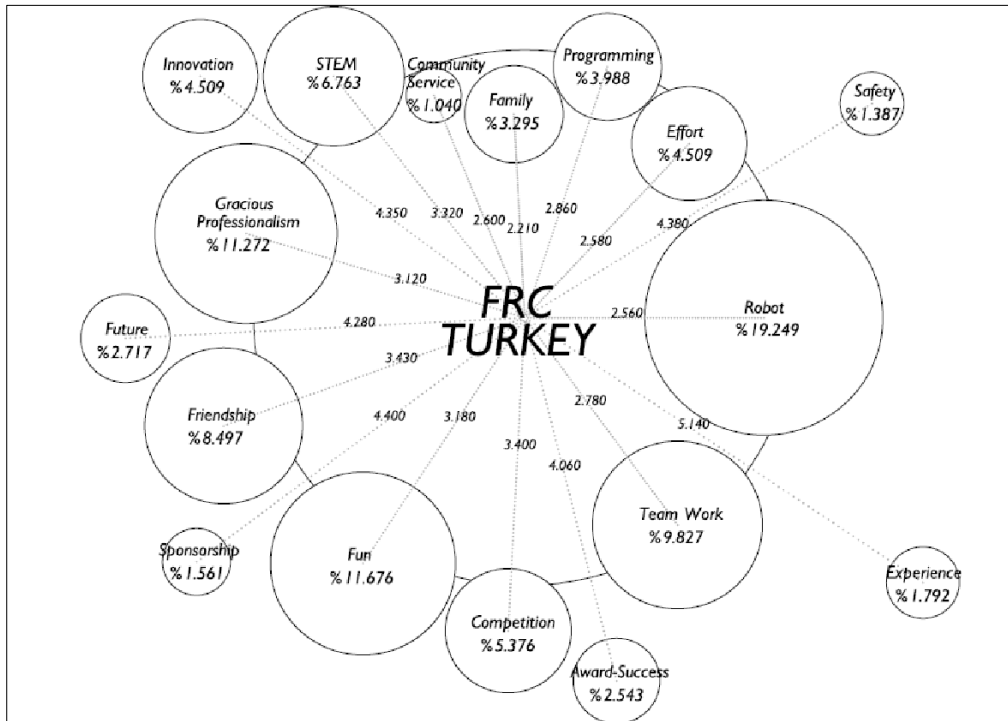 Innovation
%4.509
STEM
%6.763
Community
Service
%1.040
Family
%3.295
Programming
%3.988
Effort
%4.509
Safety
%1.387
Gracious
Professionalism
%11.272
4.350
3.320
2.600
2.210
2.860
2.580
4.380
3.120
FRC
TURKEY
2.560
Robot
%19.249
Future
%2.717
4.280
3.430
Friendship
%8.497
4.400
3.180
3.400
4.060
2.780
5.140
Sponsorship
%1.561
Fun
%11.676
Competition
%5.376
Award-Success
%2.543
Team Work
%9.827
Experience
%1.792